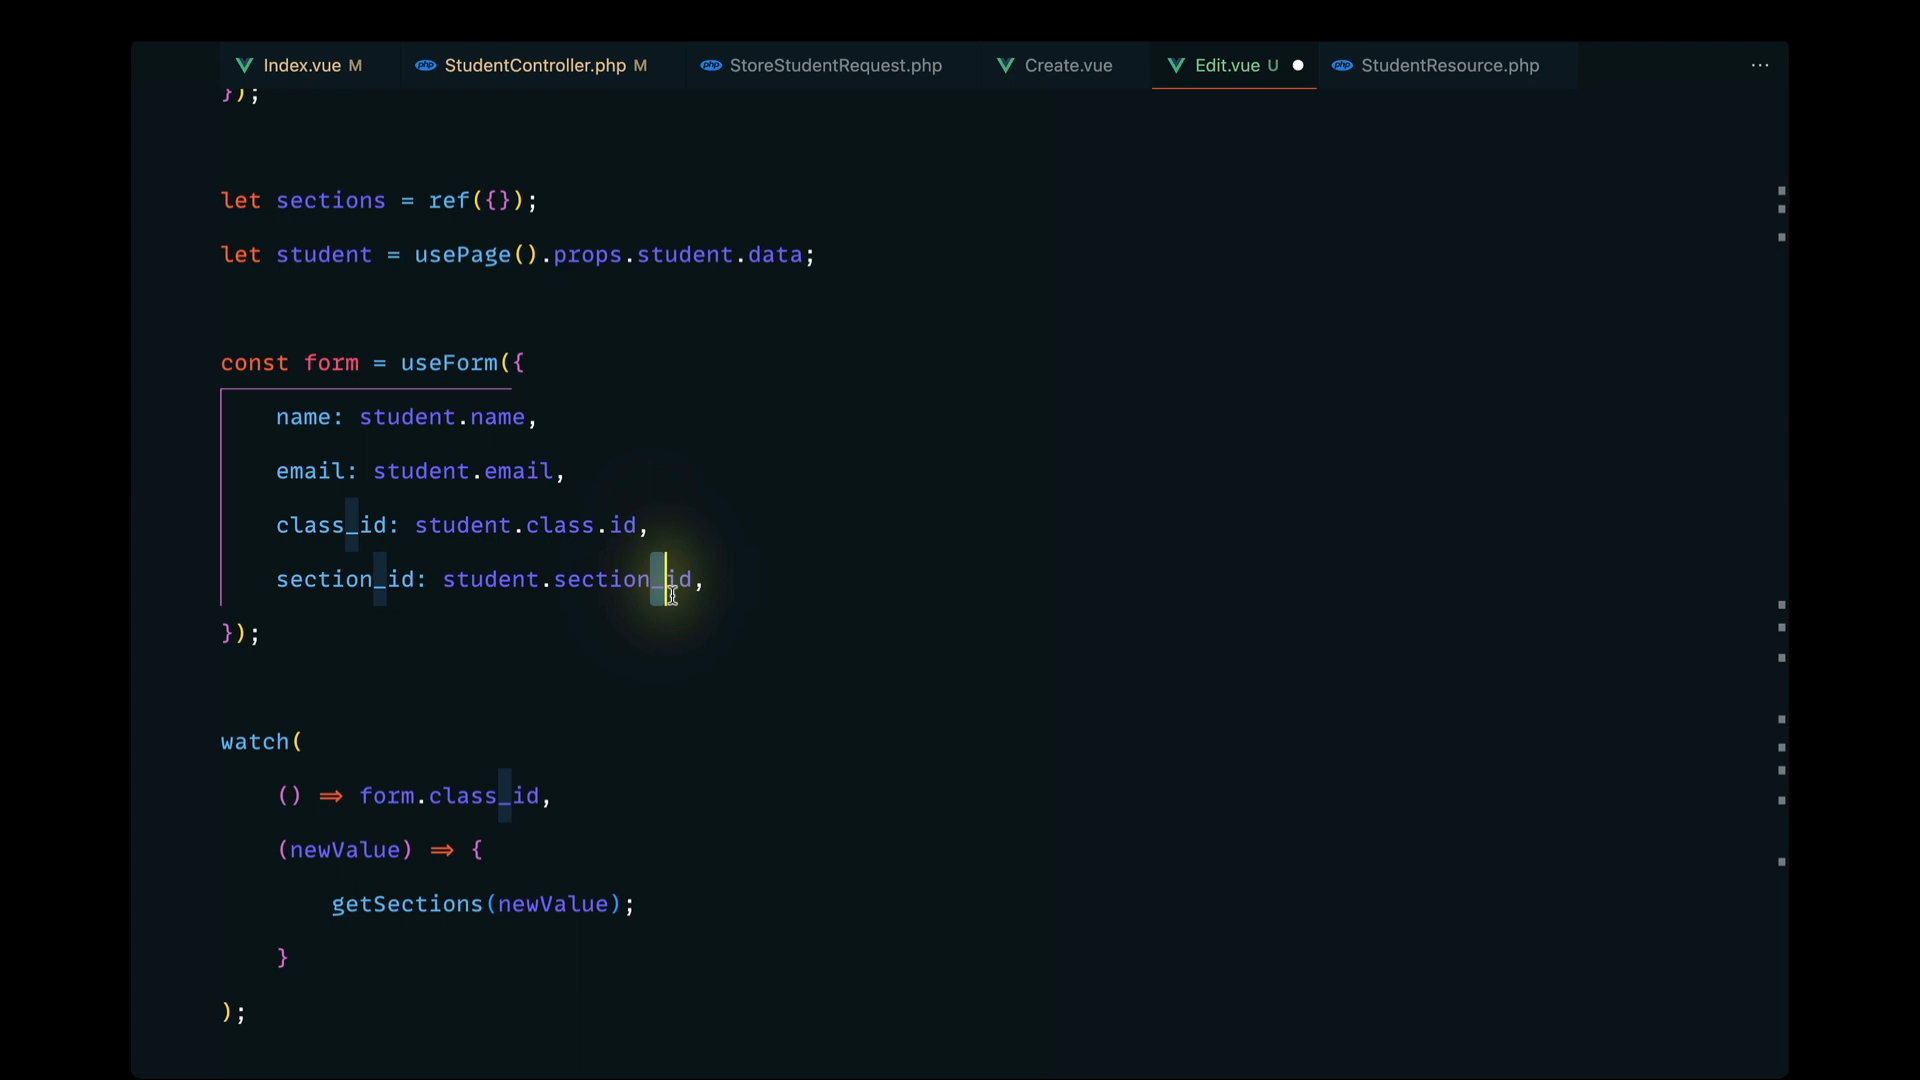 Index.vue M StudentController.php M StoreStudentRequest.php Create.vue Edit.vue U StudentResource.php ...
});
let sections = ref({});
let student = usePage().props.student.data;
const form = useForm({
name: student.name,
email: student.email,
class_id: student.class.id,
section_id: student.section_id,
});
watch(
() => form.class_id,
(newValue) => {
getSections(newValue);
}
);